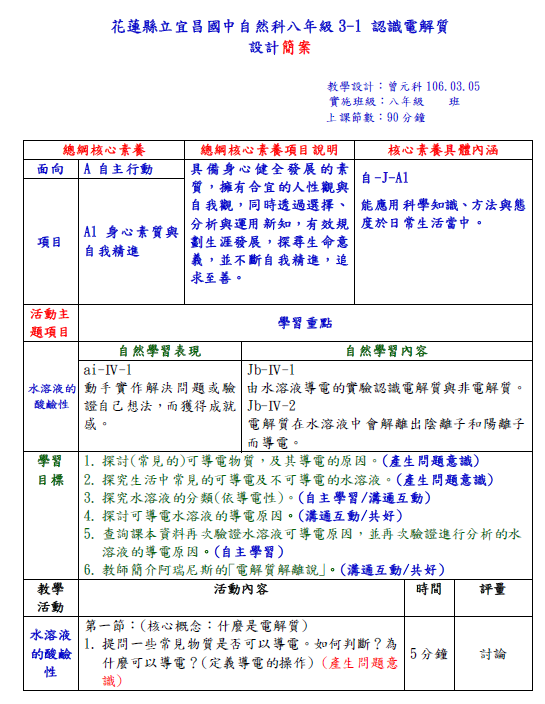 花蓮縣立宜昌國中自然科八年級 3-1 認識電解質
設計簡案
教學設計：曾元科 106.03.05
實施班級：八年級 班
上課節數：90 分鐘
總綱核心素養 總綱核心素養項目說明 核心素養具體內涵
面向 A 自主行動
項目
A1 身心素質與
自我精進
具備身心健全發展的素
質，擁有合宜的人性觀與
自我觀，同時透過選擇、
分析與運用新知，有效規
劃生涯發展，探尋生命意
義，並不斷自我精進，追
求至善。
自-J-A1
能應用科學知識、方法與態
度於日常生活當中。
活動主
題項目
學習重點
水溶液的
酸鹼性
自然學習表現
ai-IV-1
動手實作解決問題或驗
證自己想法，而獲得成就
感。
自然學習內容
Jb-IV-1
由水溶液導電的實驗認識電解質與非電解質。
Jb-IV-2
電解質在水溶液中會解離出陰離子和陽離子
而導電。
學習
目標
1. 探討(常見的)可導電物質，及其導電的原因。(產生問題意識)
2. 探究生活中常見的可導電及不可導電的水溶液。(產生問題意識)
3. 探究水溶液的分類(依導電性)。(自主學習/溝通互動)
4. 探討可導電水溶液的導電原因。(溝通互動/共好)
5. 查詢課本資料再次驗證水溶液可導電原因，並再次驗證進行分析的水
溶液的導電原因。(自主學習)
6. 教師簡介阿瑞尼斯的「電解質解離說」。(溝通互動/共好)
教學
活動
活動內容 時間 評量
水溶液
的酸鹼
性
第一節：(核心概念：什麼是電解質)
1. 提問一些常見物質是否可以導電。如何判斷？為
什麼可以導電？(定義導電的操作) (產生問題意
識)
5 分鐘
討論